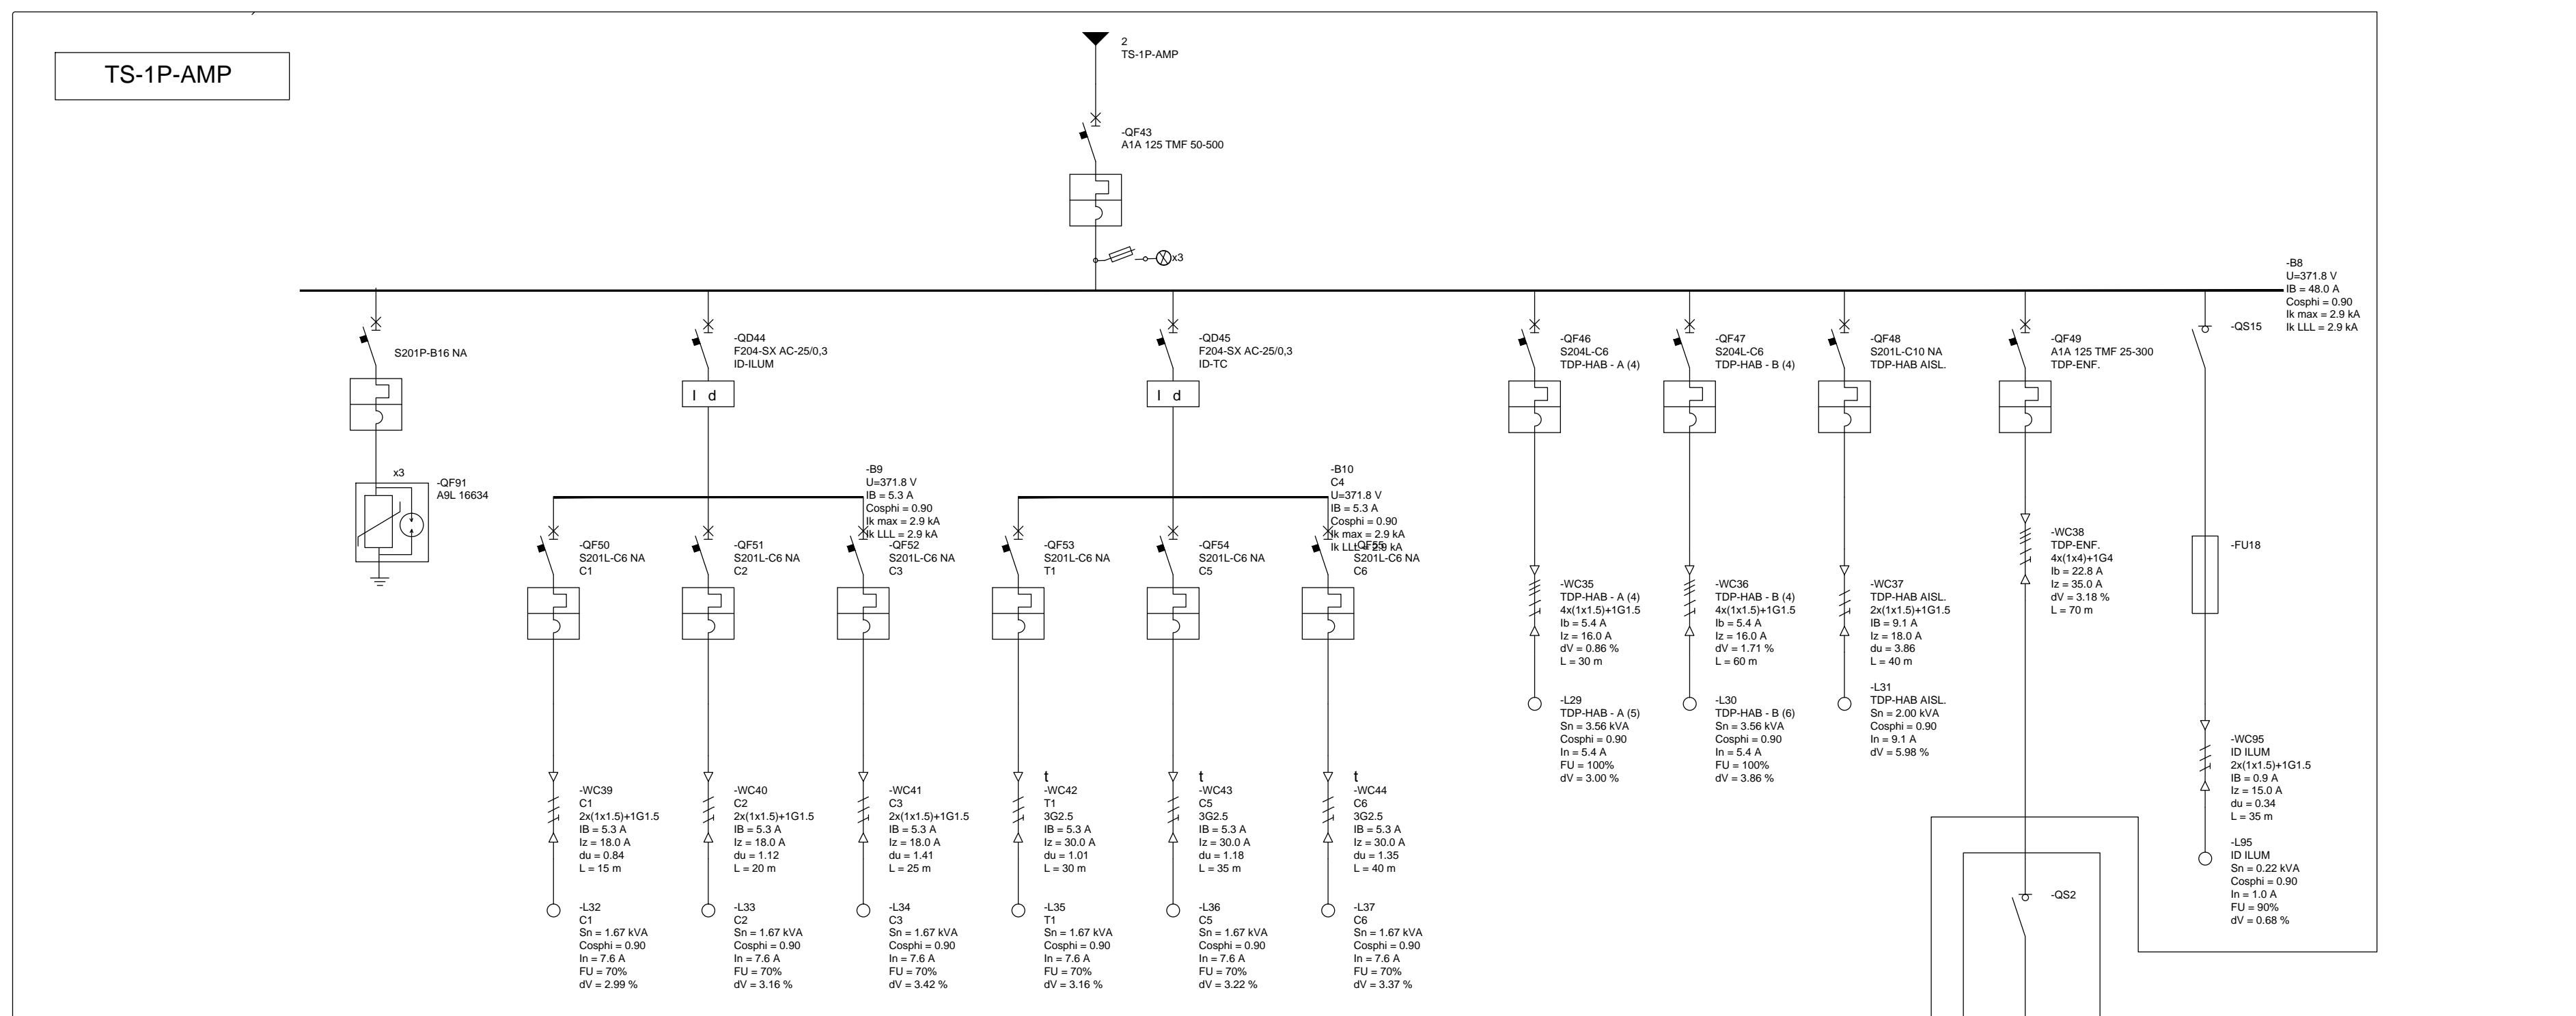 TS-1P-AMP
2
TS-1P-AMP
-QF43
A1A 125 TMF 50-500
x3
-B8
U=371.8 V
IB = 48.0 A
Cosphi = 0.90
Ik max = 2.9 kA
Ik LLL = 2.9 kA
S201P-B16 NA
x3
-QF91
A9L 16634
-QD44
F204-SX AC-25/0,3
ID-ILUM
I d
-QD45
F204-SX AC-25/0,3
ID-TC
I d
-QF46
S204L-C6
TDP-HAB - A (4)
-QF47
S204L-C6
TDP-HAB - B (4)
-QF48
S201L-C10 NA
TDP-HAB AISL.
-QF49
A1A 125 TMF 25-300
TDP-ENF.
-QS15
-B9
U=371.8 V
IB = 5.3 A
Cosphi = 0.90
Ik max = 2.9 kA
Ik LLL = 2.9 kA
-B10
C4
U=371.8 V
IB = 5.3 A
Cosphi = 0.90
Ik max = 2.9 kA
Ik LLL = 2.9 kA
-QF50
S201L-C6 NA
C1
-QF51
S201L-C6 NA
C2
-QF52
S201L-C6 NA
C3
-QF53
S201L-C6 NA
T1
-QF54
S201L-C6 NA
C5
-QF55
S201L-C6 NA
C6
-WC35
TDP-HAB - A (4)
4x(1x1.5)+1G1.5
Ib = 5.4 A
Iz = 16.0 A
dV = 0.86 %
L = 30 m
-WC36
TDP-HAB - B (4)
4x(1x1.5)+1G1.5
Ib = 5.4 A
Iz = 16.0 A
dV = 1.71 %
L = 60 m
-WC37
TDP-HAB AISL.
2x(1x1.5)+1G1.5
IB = 9.1 A
Iz = 18.0 A
du = 3.86
L = 40 m
-WC38
TDP-ENF.
4x(1x4)+1G4
Ib = 22.8 A
Iz = 35.0 A
dV = 3.18 %
L = 70 m
-FU18
-L29
TDP-HAB - A (5)
Sn = 3.56 kVA
Cosphi = 0.90
In = 5.4 A
FU = 100%
dV = 3.00 %
-L30
TDP-HAB - B (6)
Sn = 3.56 kVA
Cosphi = 0.90
In = 5.4 A
FU = 100%
dV = 3.86 %
-L31
TDP-HAB AISL.
Sn = 2.00 kVA
Cosphi = 0.90
In = 9.1 A
dV = 5.98 %
-WC95
ID ILUM
2x(1x1.5)+1G1.5
IB = 0.9 A
Iz = 15.0 A
du = 0.34
L = 35 m
-L95
ID ILUM
Sn = 0.22 kVA
Cosphi = 0.90
In = 1.0 A
FU = 90%
dV = 0.68 %
-QS2
-WC39
C1
2x(1x1.5)+1G1.5
IB = 5.3 A
Iz = 18.0 A
du = 0.84
L = 15 m
-WC40
C2
2x(1x1.5)+1G1.5
IB = 5.3 A
Iz = 18.0 A
du = 1.12
L = 20 m
-WC41
C3
2x(1x1.5)+1G1.5
IB = 5.3 A
Iz = 18.0 A
du = 1.41
L = 25 m
t
-WC42
T1
3G2.5
IB = 5.3 A
Iz = 30.0 A
du = 1.01
L = 30 m
t
-WC43
C5
3G2.5
IB = 5.3 A
Iz = 30.0 A
du = 1.18
L = 35 m
t
-WC44
C6
3G2.5
IB = 5.3 A
Iz = 30.0 A
du = 1.35
L = 40 m
-L32
C1
Sn = 1.67 kVA
Cosphi = 0.90
In = 7.6 A
FU = 70%
dV = 2.99 %
-L33
C2
Sn = 1.67 kVA
Cosphi = 0.90
In = 7.6 A
FU = 70%
dV = 3.16 %
-L34
C3
Sn = 1.67 kVA
Cosphi = 0.90
In = 7.6 A
FU = 70%
dV = 3.42 %
-L35
T1
Sn = 1.67 kVA
Cosphi = 0.90
In = 7.6 A
FU = 70%
dV = 3.16 %
-L36
C5
Sn = 1.67 kVA
Cosphi = 0.90
In = 7.6 A
FU = 70%
dV = 3.22 %
-L37
C6
Sn = 1.67 kVA
Cosphi = 0.90
In = 7.6 A
FU = 70%
dV = 3.37 %